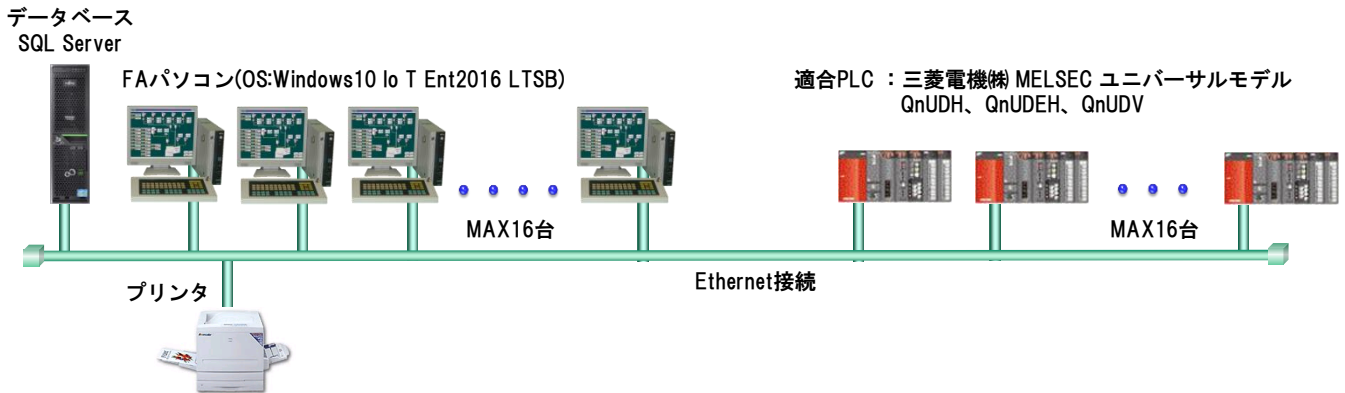 データベース
SQL Server
FAパソコン(OS:Windows10 Io T Ent2016 LTSB)
適合PLC ：三菱電機㈱ MELSEC ユニバーサルモデル
QnUDH、QnUDEH、QnUDV
MAX16台
MAX16台
Ethernet接続
プリンタ